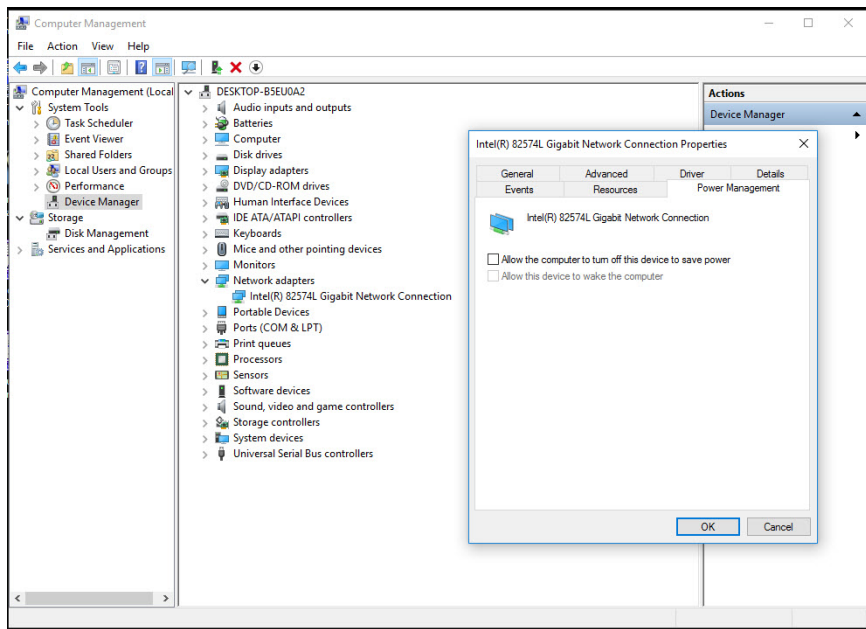 Computer Management
File Action View Help
Computer Management (Local
System Tools
Task Scheduler
Event Viewer
Shared Folders
Local Users and Groups
Performance
Device Manager
Storage
Disk Management
Services and Applications
DESKTOP-B5EU0A2
Audio inputs and outputs
Batteries
Computer
Disk drives
Display adapters
DVD/CD-ROM drives
Human Interface Devices
IDE ATA/ATAPI controllers
Keyboards
Mice and other pointing devices
Monitors
Network adapters
Intel(R) 82574L Gigabit Network Connection
Portable Devices
Ports (COM & LPT)
Print queues
Processors
Sensors
Software devices
Sound, video and game controllers
Storage controllers
System devices
Universal Serial Bus controllers
Actions
Device Manager
Intel(R) 82574L Gigabit Network Connection Properties
General Advanced Driver Details
Events Resources Power Management
Intel(R) 82574L Gigabit Network Connection
Allow the computer to turn off this device to save power
Allow this device to wake the computer
OK Cancel